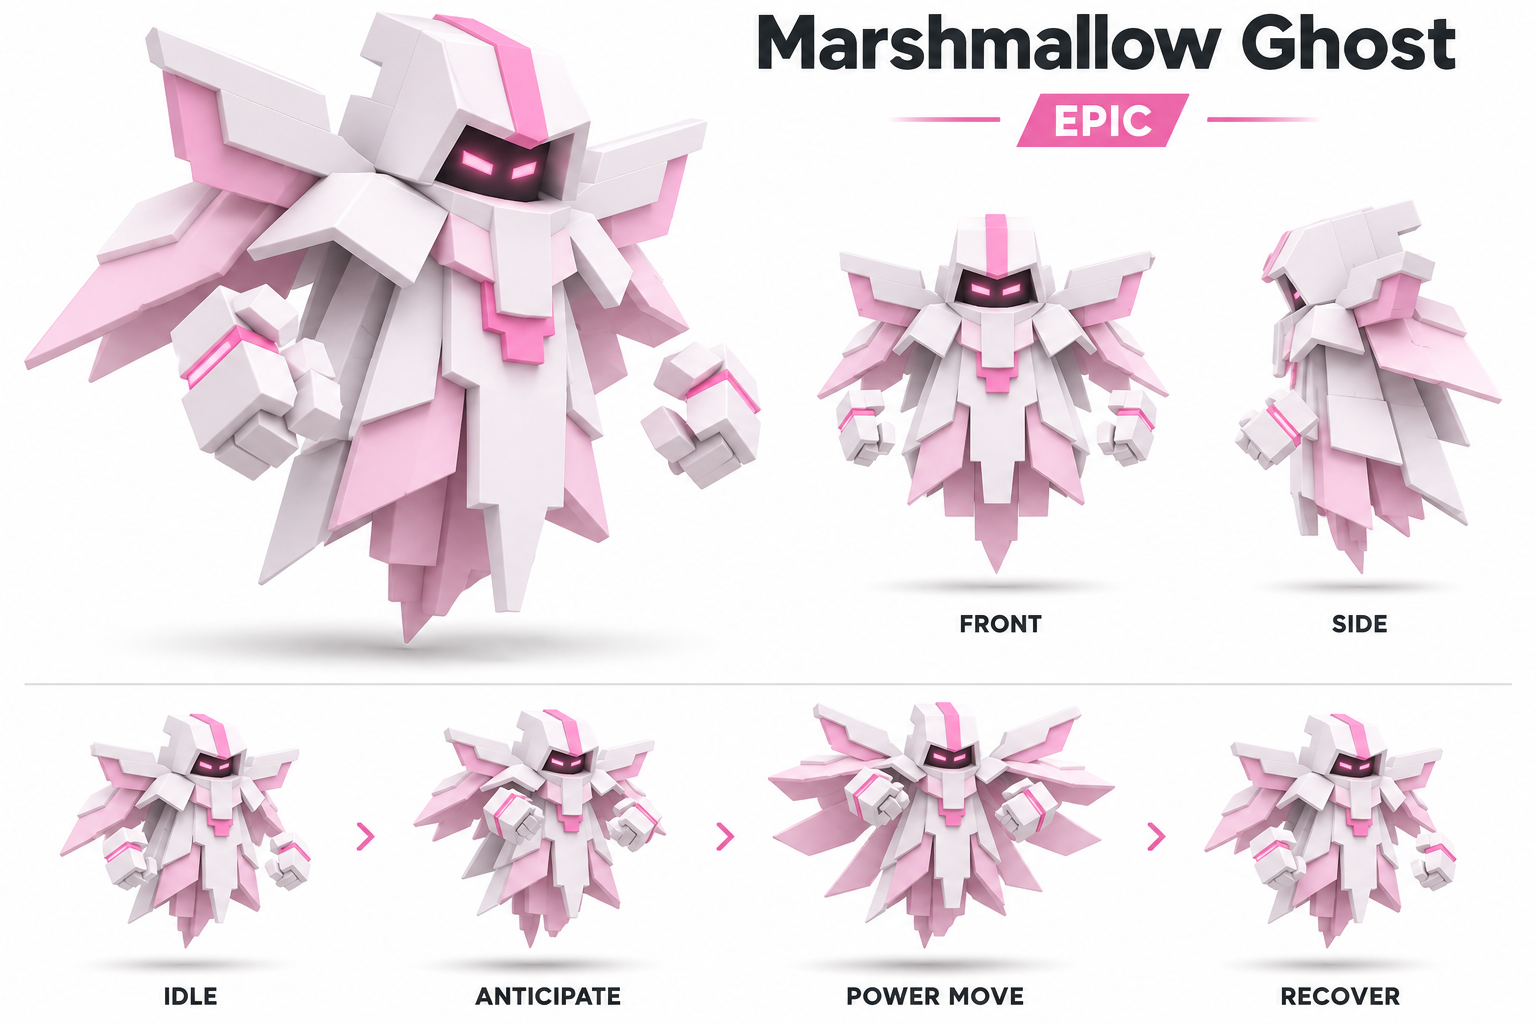 Marshmallow Ghost
EPIC
FRONT
SIDE
IDLE
ANTICIPATE
POWER MOVE
RECOVER